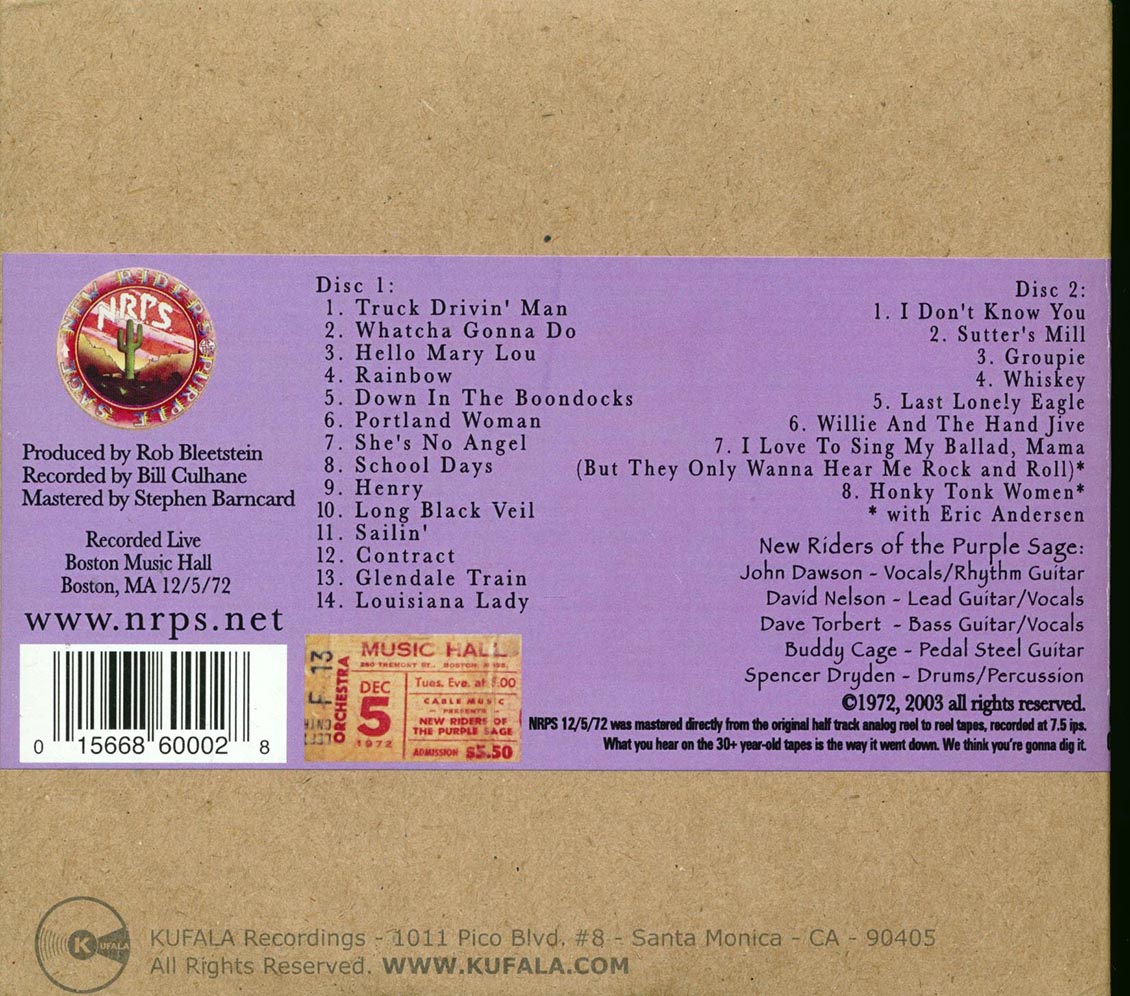 NEW RIDERS
PURPLE SAGE
N.R.P.S.
Produced by Rob Bleetstein
Recorded by Bill Culhane
Mastered by Stephen Barncard
Recorded Live
Boston Music Hall
Boston, MA 12/5/72
www.nrps.net
0 15668 60002 8
Disc 1:
1. Truck Drivin' Man
2. Whatcha Gonna Do
3. Hello Mary Lou
4. Rainbow
5. Down In The Boondocks
6. Portland Woman
7. She's No Angel
8. School Days
9. Henry
10. Long Black Veil
11. Sailin'
12. Contract
13. Glendale Train
14. Louisiana Lady
F 13
ORCHESTRA
MUSIC HALL
TREMONT ST., BOSTON
DEC
5
1972
Tues. Eve. at
CABLE MUSIC
PRESENTS
NEW RIDERS OF
THE PURPLE SAGE
ADMISSION $5.50
Disc 2:
1. I Don't Know You
2. Sutter's Mill
3. Groupie
4. Whiskey
5. Last Lonely Eagle
6. Willie And The Hand Jive
7. I Love To Sing My Ballad, Mama
(But They Only Wanna Hear Me Rock and Roll)*
8. Honky Tonk Women*
* with Eric Andersen
New Riders of the Purple Sage:
John Dawson - Vocals/Rhythm Guitar
David Nelson - Lead Guitar/Vocals
Dave Torbert - Bass Guitar/Vocals
Buddy Cage - Pedal Steel Guitar
Spencer Dryden - Drums/Percussion
©1972, 2003 all rights reserved.
NRPS 12/5/72 was mastered directly from the original half track analog reel to reel tapes, recorded at 7.5 ips.
What you hear on the 30+ year-old tapes is the way it went down. We think you're gonna dig it.
KUFALA
KUFALA Recordings - 1011 Pico Blvd. #8 - Santa Monica - CA - 90405
All Rights Reserved. WWW.KUFALA.COM